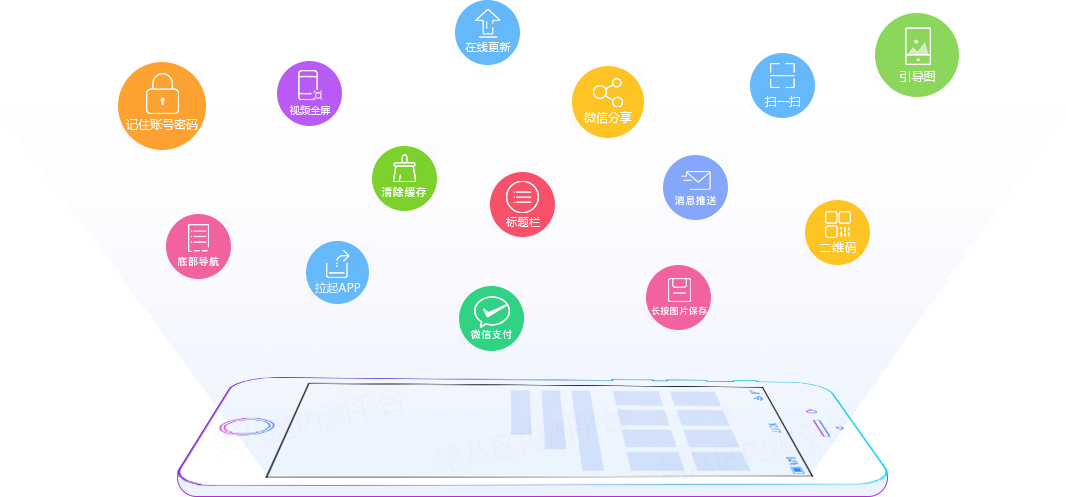 在线更新
引导图
记住账号密码
视频全屏
微信分享
扫一扫
清除缓存
标题栏
消息推送
底部导航
拉起APP
二维码
微信支付
长按图片保存
第八区内测平台
第八区内测平台
第八区内测平台